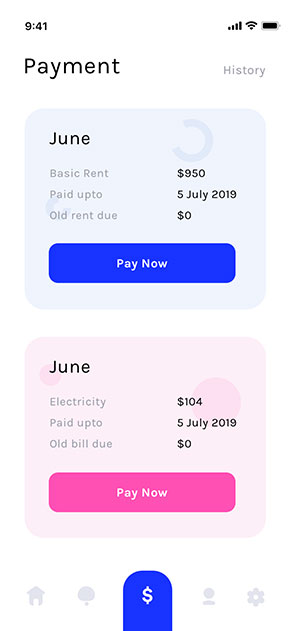 9:41
Payment
History
June
Basic Rent $950
Paid upto 5 July 2019
Old rent due $0
Pay Now
June
Electricity $104
Paid upto 5 July 2019
Old bill due $0
Pay Now
$